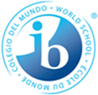 COLEGIO DEL MUNDO • WORLD SCHOOL • ÉCOLE DU MONDE •
ib